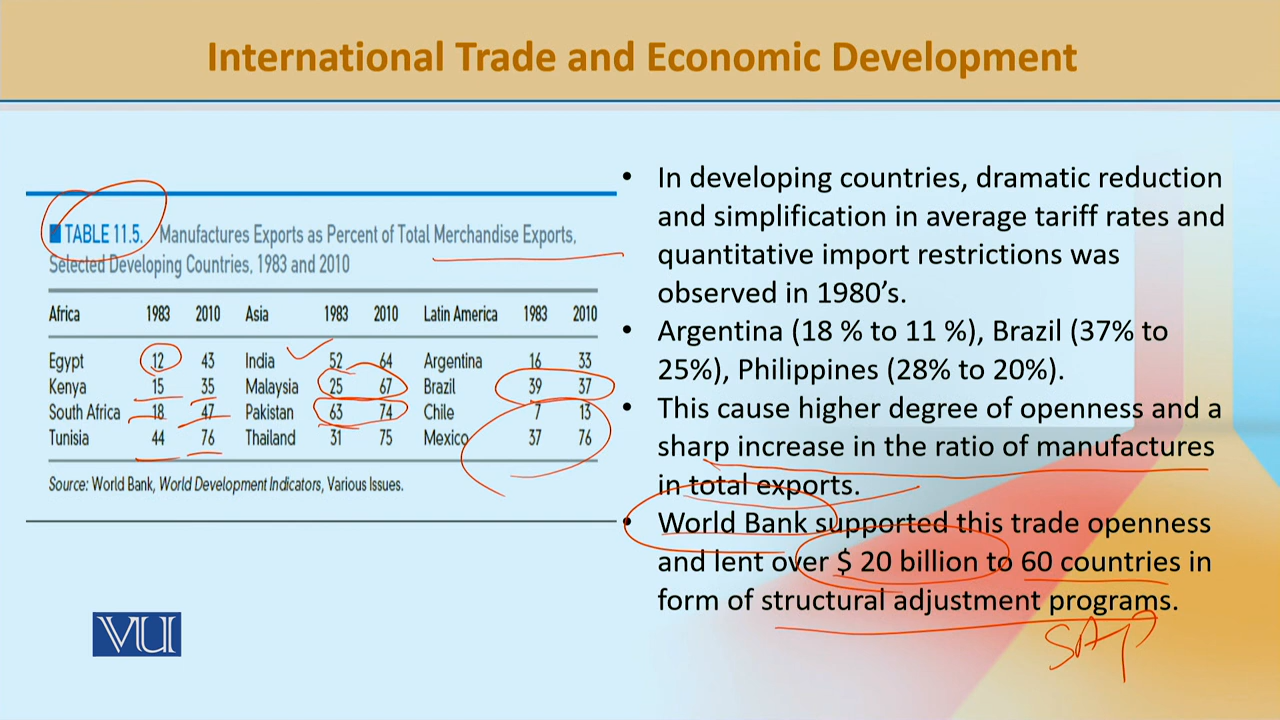 International Trade and Economic Development
■ TABLE 11.5. Manufactures Exports as Percent of Total Merchandise Exports,
Selected Developing Countries, 1983 and 2010
Africa 1983 2010 Asia 1983 2010 Latin America 1983 2010
Egypt 12 43 India 52 64 Argentina 16 33
Kenya 15 35 Malaysia 25 67 Brazil 39 37
South Africa 18 47 Pakistan 63 74 Chile 7 13
Tunisia 44 76 Thailand 31 75 Mexico 37 76
Source: World Bank, World Development Indicators, Various Issues.
• In developing countries, dramatic reduction
and simplification in average tariff rates and
quantitative import restrictions was
observed in 1980’s.
• Argentina (18 % to 11 %), Brazil (37% to
25%), Philippines (28% to 20%).
• This cause higher degree of openness and a
sharp increase in the ratio of manufactures
in total exports.
• World Bank supported this trade openness
and lent over $ 20 billion to 60 countries in
form of structural adjustment programs.
SAP
VU